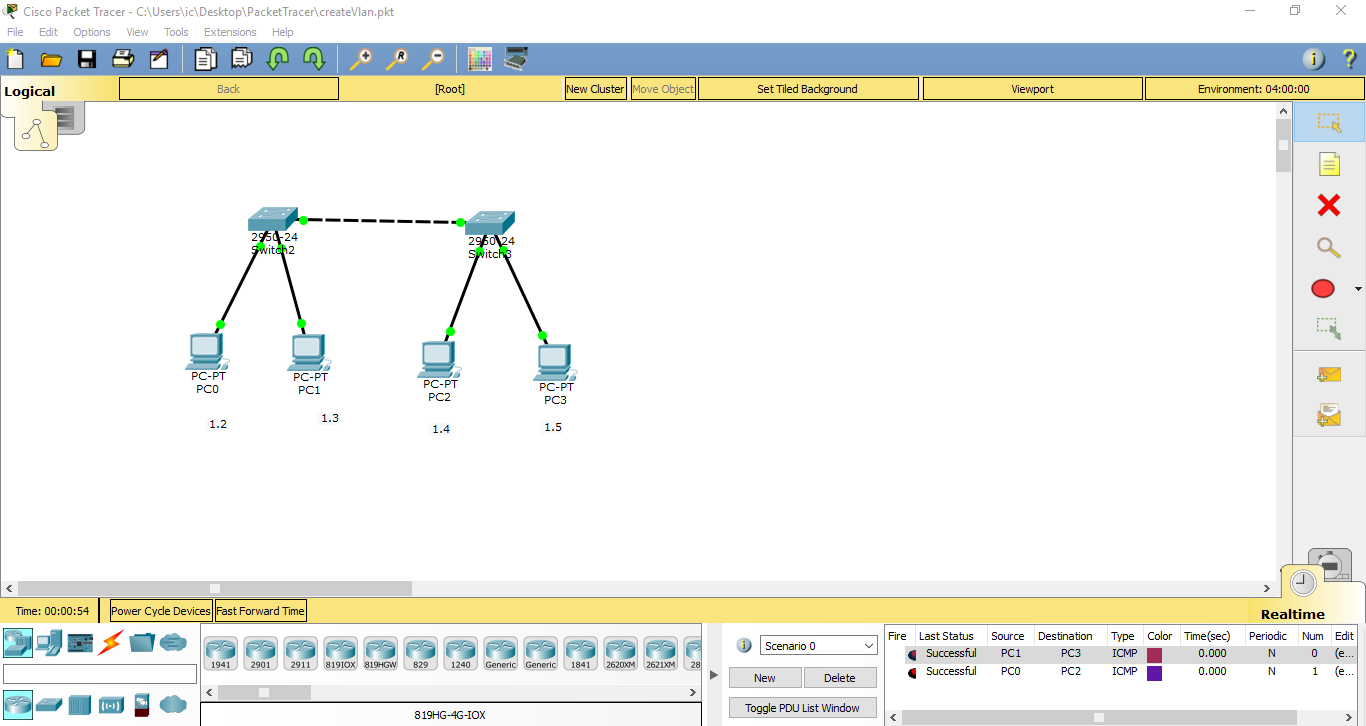 Cisco Packet Tracer - C:\Users\ic\Desktop\PacketTracer\createVlan.pkt
File Edit Options View Tools Extensions Help
Logical Back [Root] New Cluster Move Object Set Tiled Background Viewport Environment: 04:00:00
2950-24 2950-24
Switch2 Switch3
PC-PT PC-PT PC-PT PC-PT
PC0 PC1 PC2 PC3
1.2 1.3 1.4 1.5
Time: 00:00:54 Power Cycle Devices Fast Forward Time Realtime
1941 2901 2911 819IOX 819HGW 829 1240 Generic Generic 1841 2620XM 2621XM 28
819HG-4G-IOX
Scenario 0
New Delete
Toggle PDU List Window
Fire Last Status Source Destination Type Color Time(sec) Periodic Num Edit
Successful PC1 PC3 ICMP 0.000 N 0 (e...
Successful PC0 PC2 ICMP 0.000 N 1 (e...